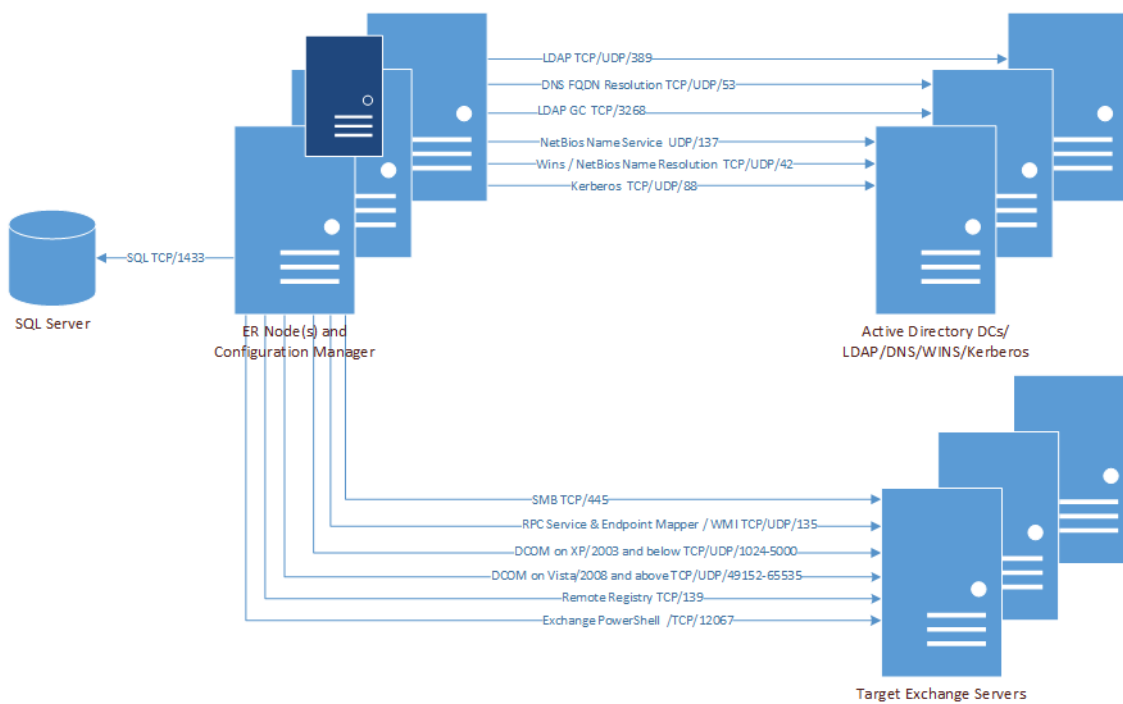 LDAP TCP/UDP/389
DNS FQDN Resolution TCP/UDP/53
LDAP GC TCP/3268
NetBios Name Service UDP/137
Wins / NetBios Name Resolution TCP/UDP/42
Kerberos TCP/UDP/88
SQL TCP/1433
SQL Server
ER Node(s) and
Configuration Manager
Active Directory DCs/
LDAP/DNS/WINS/Kerberos
SMB TCP/445
RPC Service & Endpoint Mapper / WMI TCP/UDP/135
DCOM on XP/2003 and below TCP/UDP/1024-5000
DCOM on Vista/2008 and above TCP/UDP/49152-65535
Remote Registry TCP/139
Exchange PowerShell /TCP/12067
Target Exchange Servers